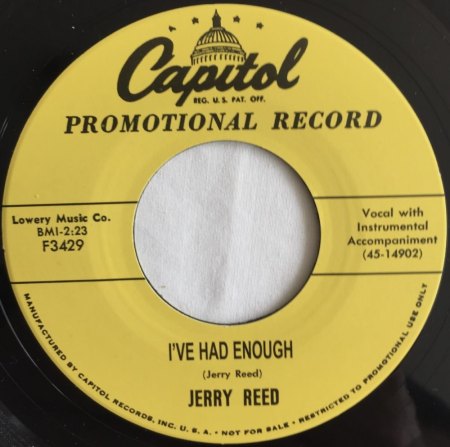 Capitol
REG. U.S. PAT. OFF.
PROMOTIONAL RECORD
Lowery Music Co.
BMI-2:23
F3429
Vocal with
Instrumental
Accompaniment
(45-14902)
I'VE HAD ENOUGH
(Jerry Reed)
JERRY REED
MANUFACTURED BY CAPITOL RECORDS, INC. U.S.A. • NOT FOR SALE • RESTRICTED TO PROMOTIONAL USE ONLY